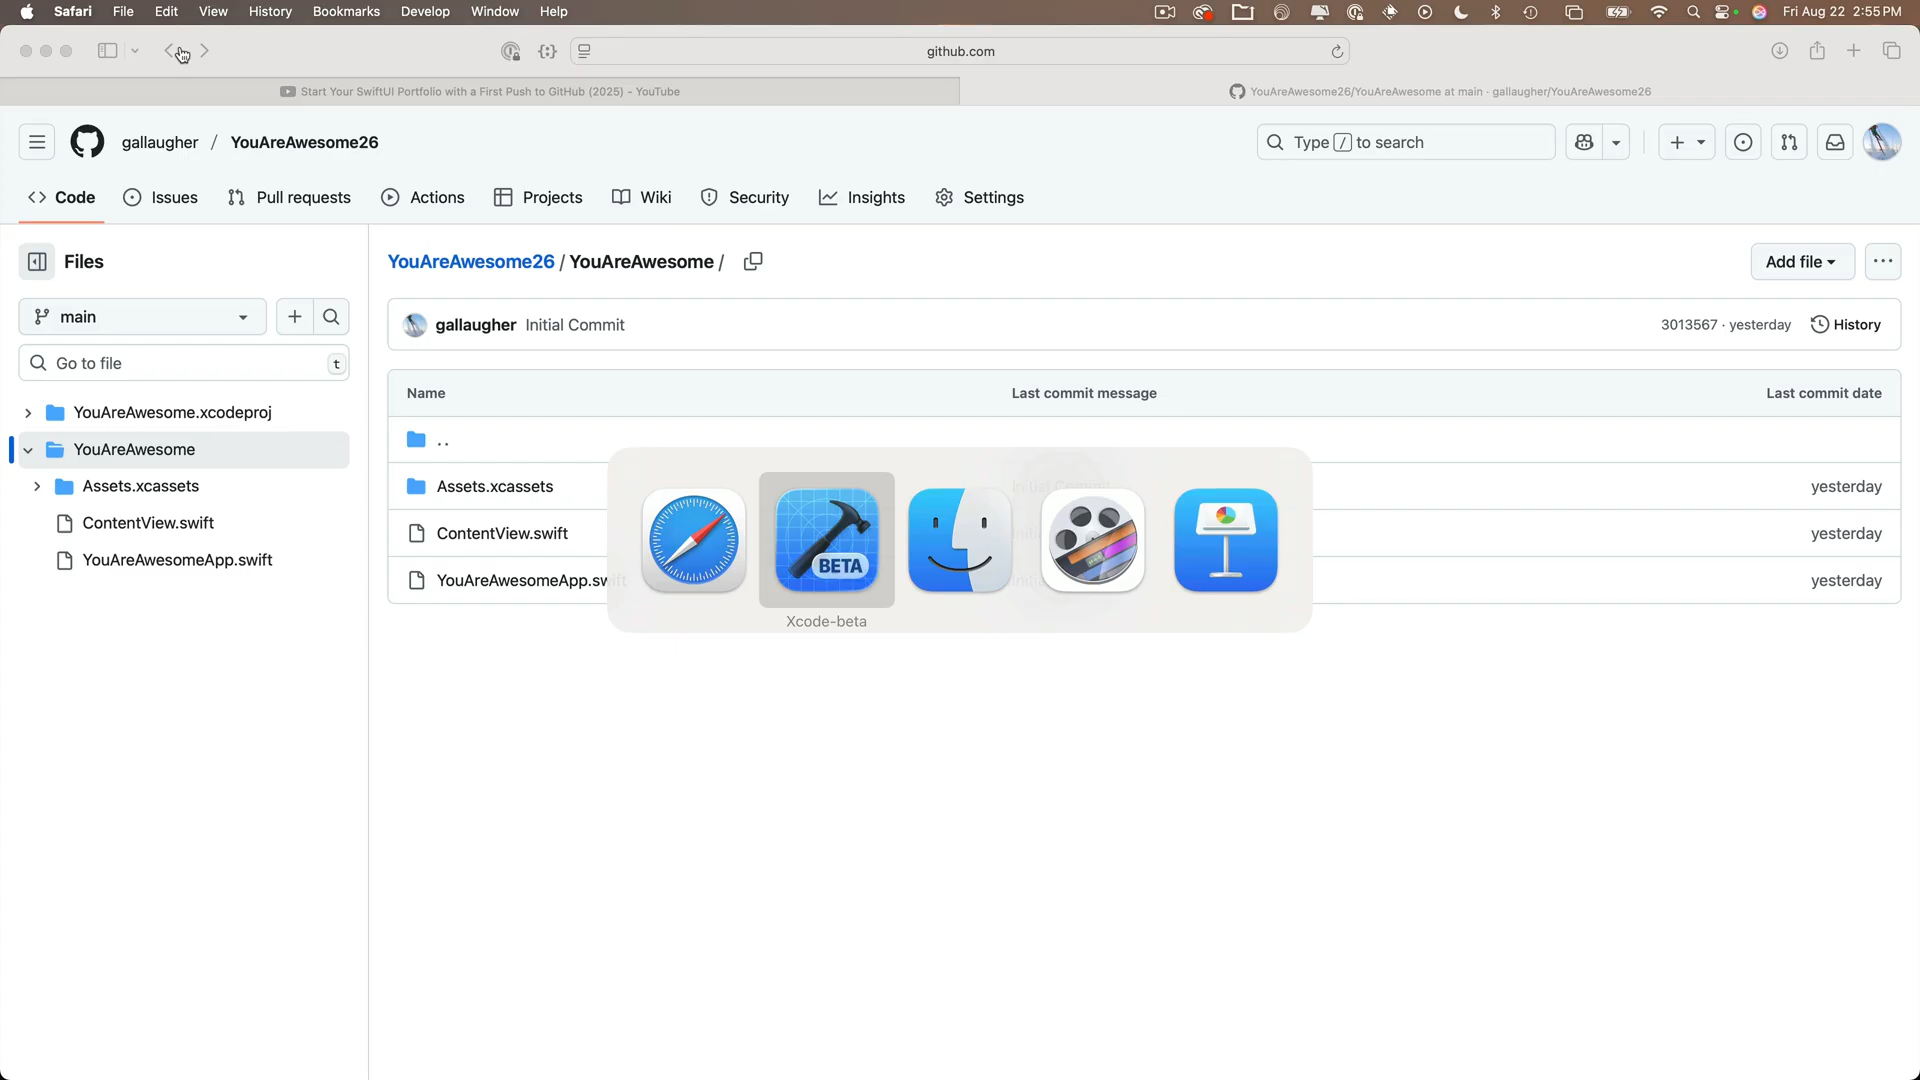 Safari File Edit View History Bookmarks Develop Window Help Fri Aug 22 2:55 PM
github.com
Start Your SwiftUI Portfolio with a First Push to GitHub (2025) - YouTube
YouAreAwesome26/YouAreAwesome at main · gallaugher/YouAreAwesome26
gallaugher / YouAreAwesome26
Type / to search
Code Issues Pull requests Actions Projects Wiki Security Insights Settings
Files
YouAreAwesome26 / YouAreAwesome /
Add file
main
gallaugher Initial Commit
3013567 · yesterday History
Go to file t
Name Last commit message Last commit date
YouAreAwesome.xcodeproj
..
YouAreAwesome
Assets.xcassets
ContentView.swift
YouAreAwesomeApp.swift
Assets.xcassets Initial Commit yesterday
ContentView.swift yesterday
YouAreAwesomeApp.swift yesterday
BETA
Xcode-beta